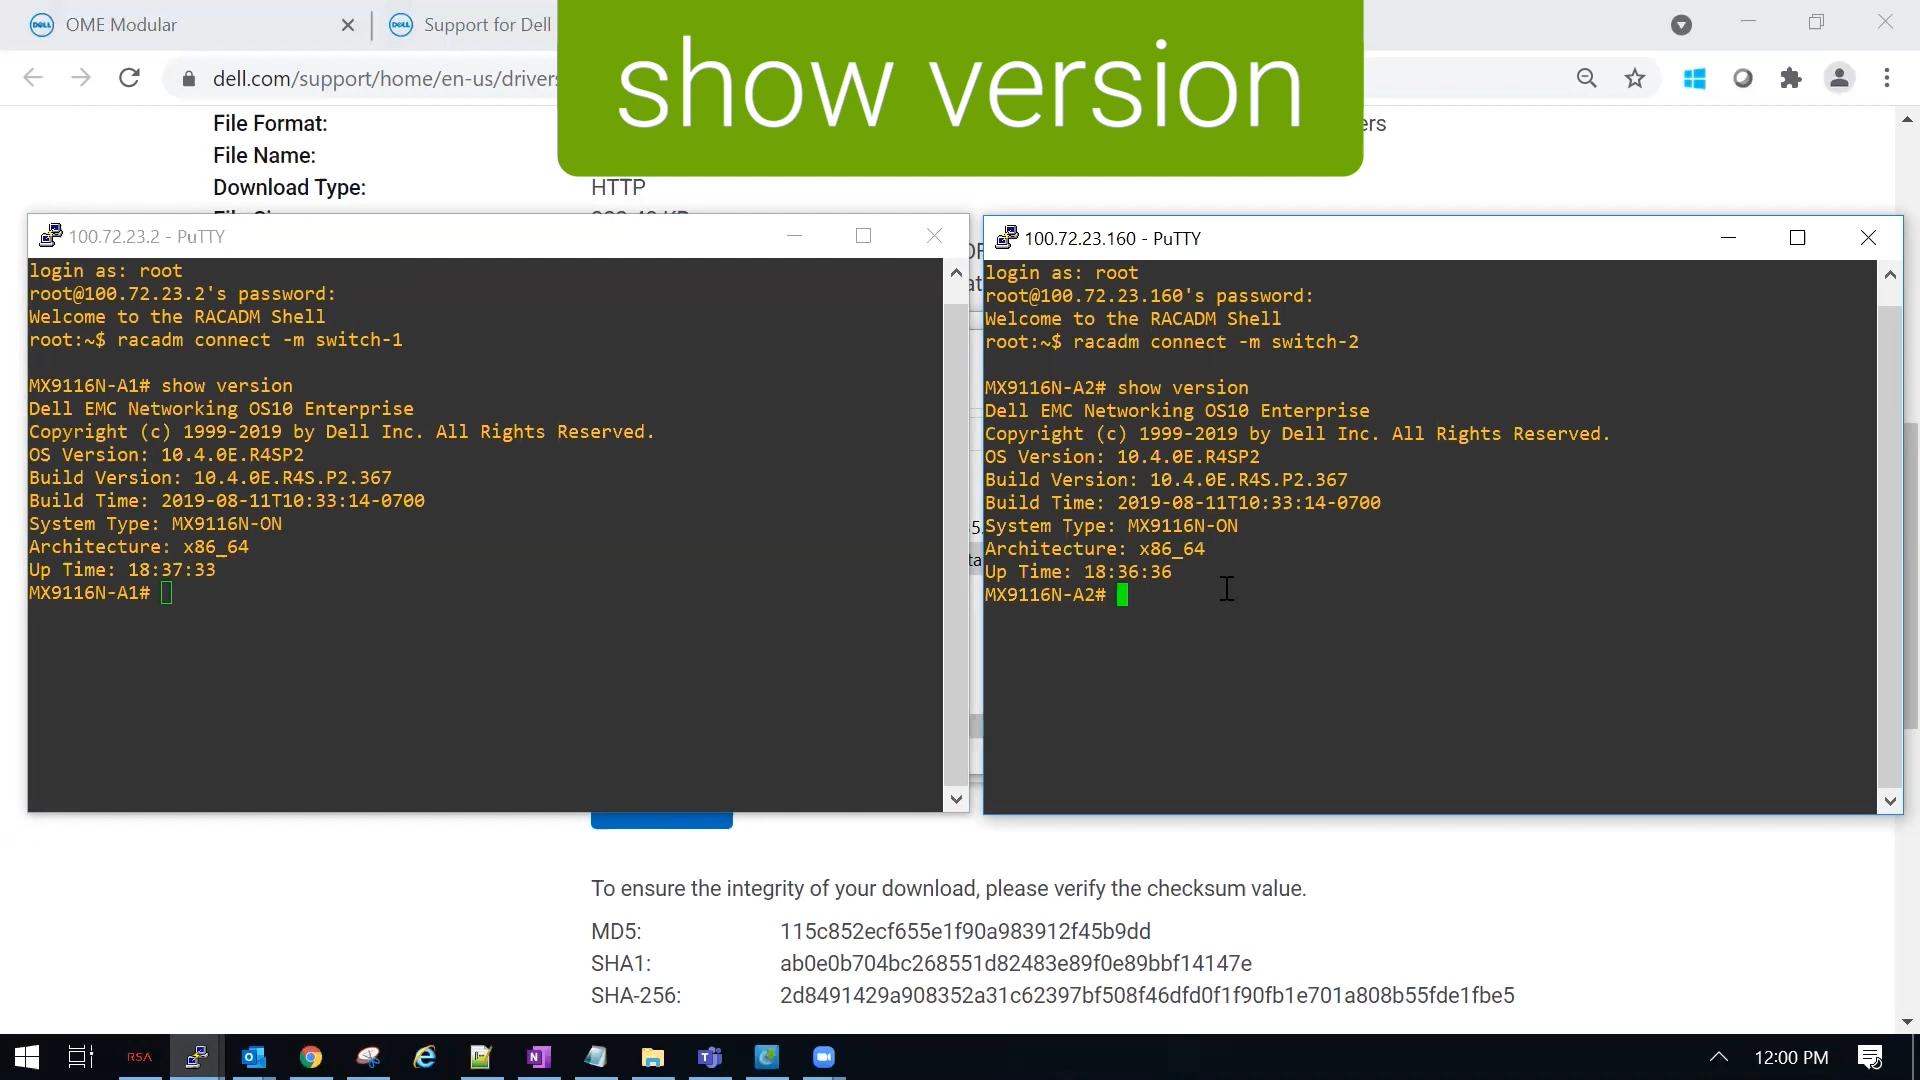 OME Modular
Support for Dell
show version
dell.com/support/home/en-us/drivers
File Format:
ers
File Name:
Download Type:
HTTP
100.72.23.2 - PuTTY
login as: root
root@100.72.23.2's password:
Welcome to the RACADM Shell
root:~$ racadm connect -m switch-1
MX9116N-A1# show version
Dell EMC Networking OS10 Enterprise
Copyright (c) 1999-2019 by Dell Inc. All Rights Reserved.
OS Version: 10.4.0E.R4SP2
Build Version: 10.4.0E.R4S.P2.367
Build Time: 2019-08-11T10:33:14-0700
System Type: MX9116N-ON
Architecture: x86_64
Up Time: 18:37:33
MX9116N-A1#
100.72.23.160 - PuTTY
login as: root
root@100.72.23.160's password:
Welcome to the RACADM Shell
root:~$ racadm connect -m switch-2
MX9116N-A2# show version
Dell EMC Networking OS10 Enterprise
Copyright (c) 1999-2019 by Dell Inc. All Rights Reserved.
OS Version: 10.4.0E.R4SP2
Build Version: 10.4.0E.R4S.P2.367
Build Time: 2019-08-11T10:33:14-0700
System Type: MX9116N-ON
Architecture: x86_64
Up Time: 18:36:36
MX9116N-A2#
To ensure the integrity of your download, please verify the checksum value.
MD5: 115c852ecf655e1f90a983912f45b9dd
SHA1: ab0e0b704bc268551d82483e89f0e89bbf14147e
SHA-256: 2d8491429a908352a31c62397bf508f46dfd0f1f90fb1e701a808b55fde1fbe5
RSA
12:00 PM